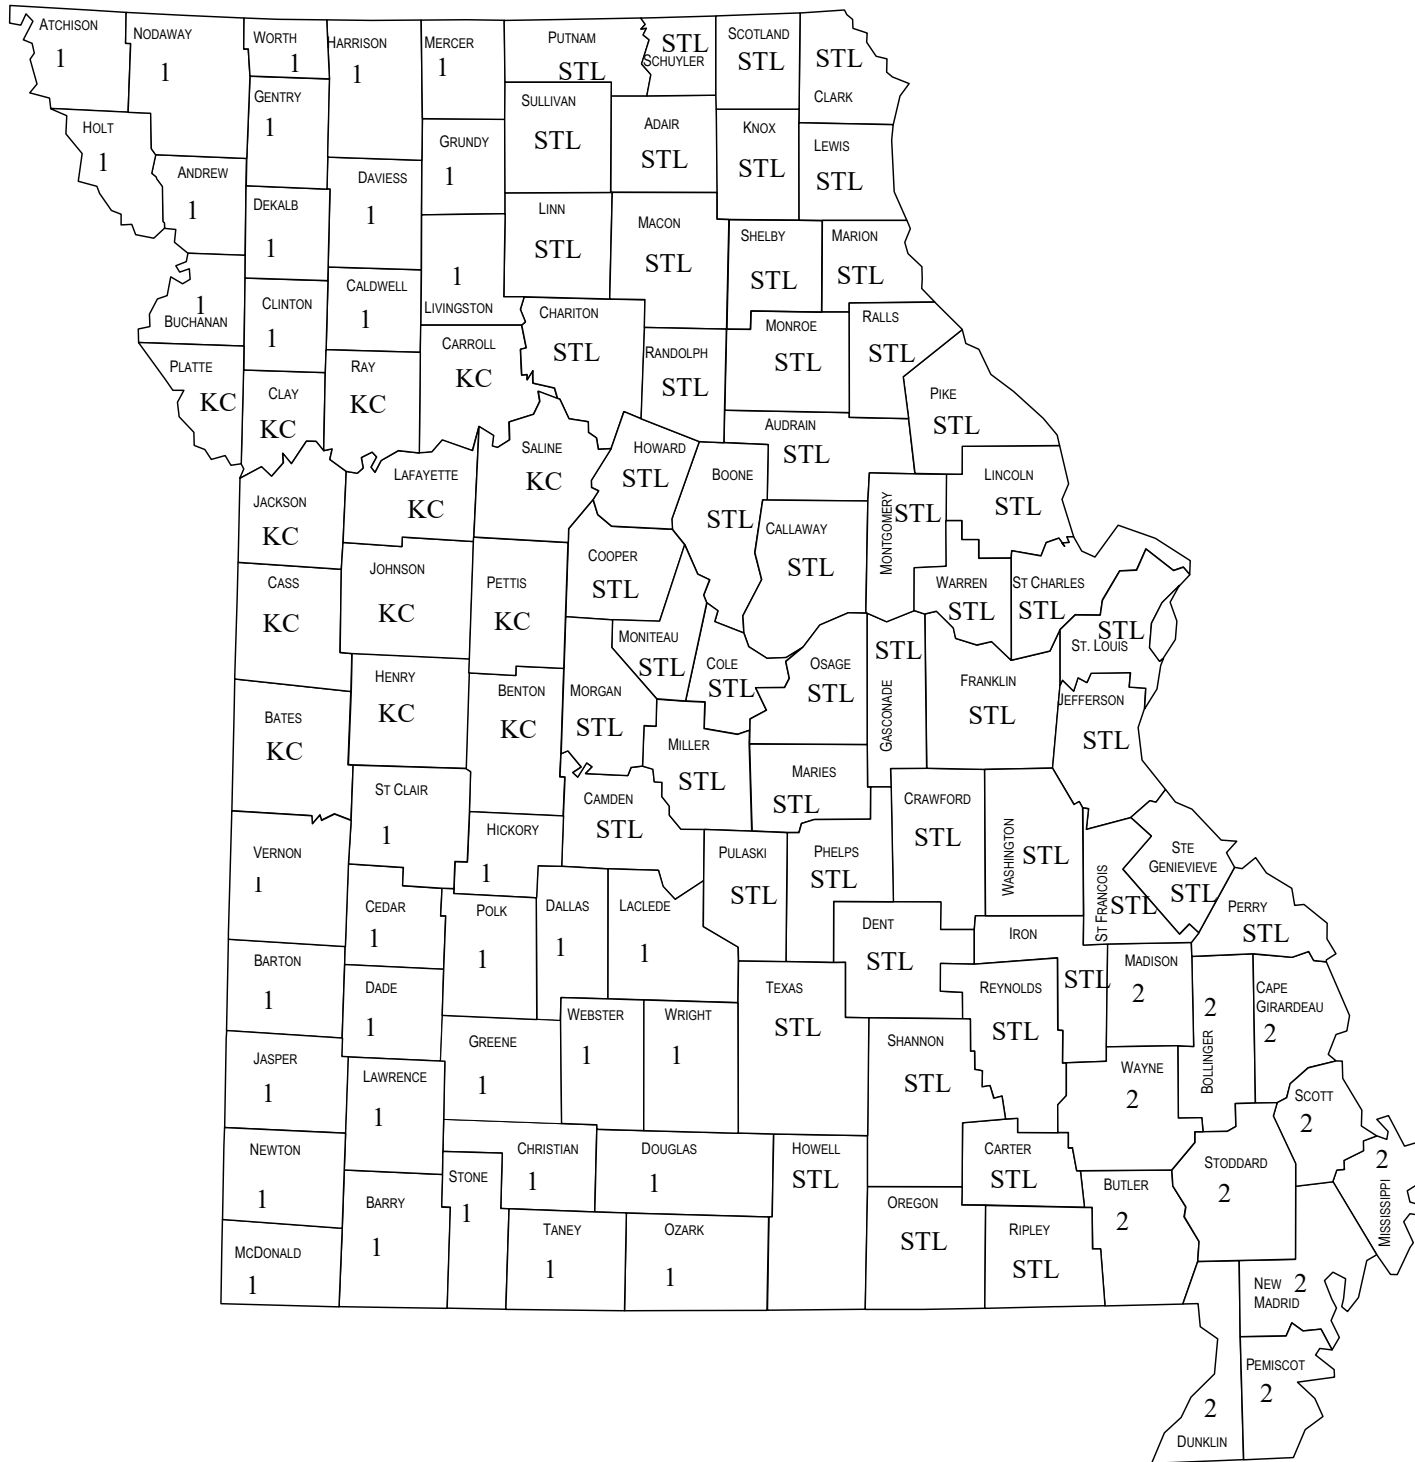 ATCHISON
1
NODAWAY
1
WORTH
1
HARRISON
1
MERCER
1
PUTNAM
STL
STL
SCHUYLER
SCOTLAND
STL
STL
CLARK
HOLT
1
GENTRY
1
GRUNDY
1
SULLIVAN
STL
ADAIR
STL
KNOX
STL
LEWIS
STL
ANDREW
1
DEKALB
1
DAVIESS
1
1
LIVINGSTON
LINN
STL
MACON
STL
SHELBY
STL
MARION
STL
1
BUCHANAN
CLINTON
1
CALDWELL
1
CHARITON
STL
RANDOLPH
STL
MONROE
STL
RALLS
STL
PLATTE
KC
CLAY
KC
RAY
KC
CARROLL
KC
PIKE
STL
AUDRAIN
STL
SALINE
KC
HOWARD
STL
BOONE
STL
LINCOLN
STL
JACKSON
KC
LAFAYETTE
KC
MONTGOMERY
STL
CALLAWAY
STL
COOPER
STL
CASS
KC
JOHNSON
KC
PETTIS
KC
WARREN
STL
ST CHARLES
STL
STL
ST. LOUIS
MONITEAU
STL
COLE
STL
OSAGE
STL
STL
GASCONADE
FRANKLIN
STL
JEFFERSON
STL
BATES
KC
HENRY
KC
BENTON
KC
MORGAN
STL
MILLER
STL
MARIES
STL
ST CLAIR
1
CAMDEN
STL
CRAWFORD
STL
WASHINGTON
STL
VERNON
1
HICKORY
1
PULASKI
STL
PHELPS
STL
ST FRANCOIS
STL
STE
GENIEVIEVE
STL
PERRY
STL
CEDAR
1
POLK
1
DALLAS
1
LACLEDE
1
DENT
STL
IRON
STL
MADISON
2
BARTON
1
DADE
1
TEXAS
STL
REYNOLDS
STL
2
BOLLINGER
CAPE
GIRARDEAU
2
GREENE
1
WEBSTER
1
WRIGHT
1
SHANNON
STL
WAYNE
2
JASPER
1
LAWRENCE
1
SCOTT
2
NEWTON
1
STONE
1
CHRISTIAN
1
DOUGLAS
1
HOWELL
STL
CARTER
STL
STODDARD
2
2
MISSISSIPPI
BARRY
1
TANEY
1
OZARK
1
OREGON
STL
RIPLEY
STL
BUTLER
2
MCDONALD
1
NEW
MADRID
2
PEMISCOT
2
2
DUNKLIN